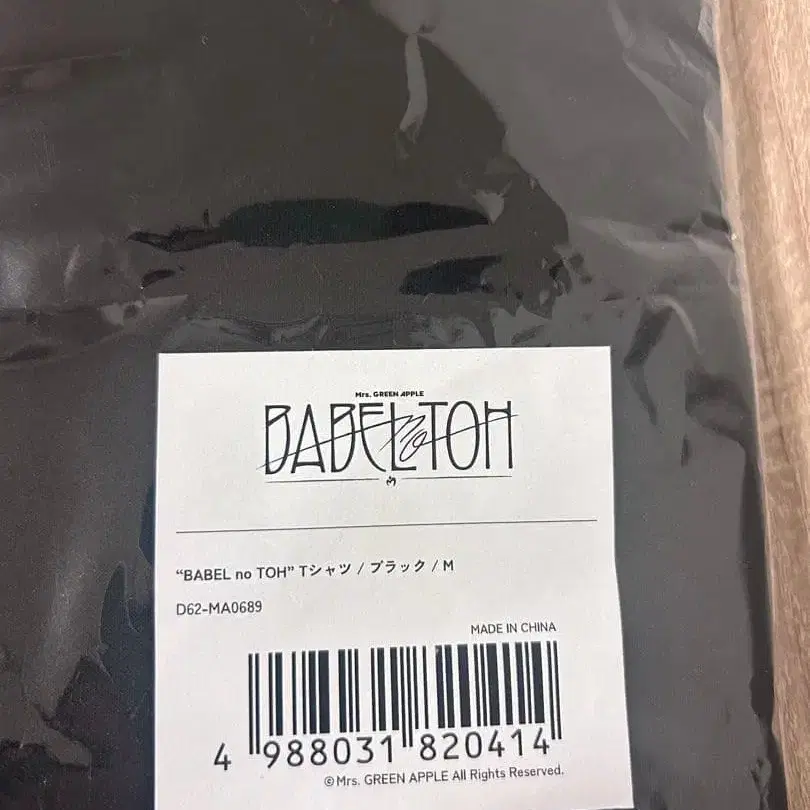 Mrs. GREEN APPLE
BABEL no TOH
“BABEL no TOH” Tシャツ / ブラック / M
D62-MA0689
MADE IN CHINA
4 988031 820414
©Mrs. GREEN APPLE All Rights Reserved.